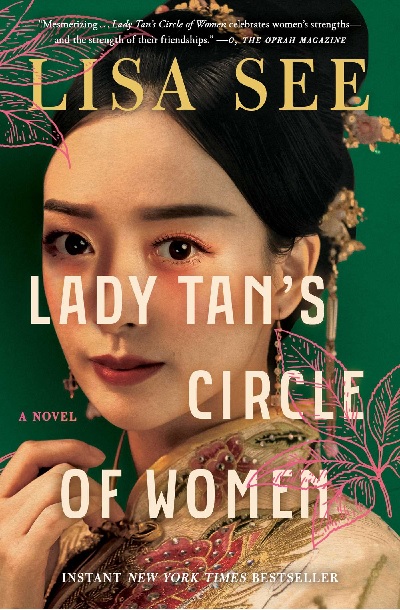 "Mesmerizing . . . Lady Tan's Circle of Women celebrates women's strengths
and the strength of their friendships." —O, THE OPRAH MAGAZINE
LISA SEE
LADY TAN'S
CIRCLE
A NOVEL
OF WOMEN
INSTANT NEW YORK TIMES BESTSELLER